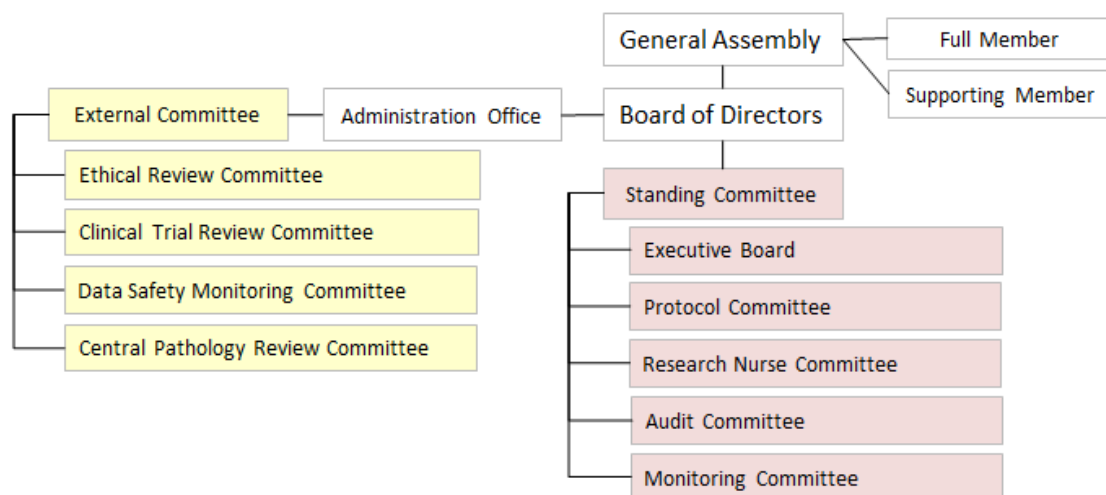 General Assembly
Full Member
Supporting Member
External Committee
Administration Office
Board of Directors
Ethical Review Committee
Clinical Trial Review Committee
Data Safety Monitoring Committee
Central Pathology Review Committee
Standing Committee
Executive Board
Protocol Committee
Research Nurse Committee
Audit Committee
Monitoring Committee